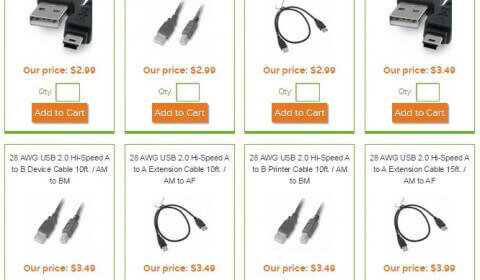 Our price: $2.99
Our price: $2.99
Our price: $2.99
Our price: $3.49
Qty:
Qty:
Qty:
Qty:
Add to Cart
Add to Cart
Add to Cart
Add to Cart
28 AWG USB 2.0 Hi-Speed A
to B Device Cable 10ft. / AM
to BM
28 AWG USB 2.0 Hi-Speed A
to A Extension Cable 10ft. /
AM to AF
28 AWG USB 2.0 Hi-Speed A
to B Printer Cable 10ft. / AM
to BM
28 AWG USB 2.0 Hi-Speed A
to A Extension Cable 15ft. /
AM to AF
Our price: $3.49
Our price: $3.49
Our price: $3.49
Our price: $3.99